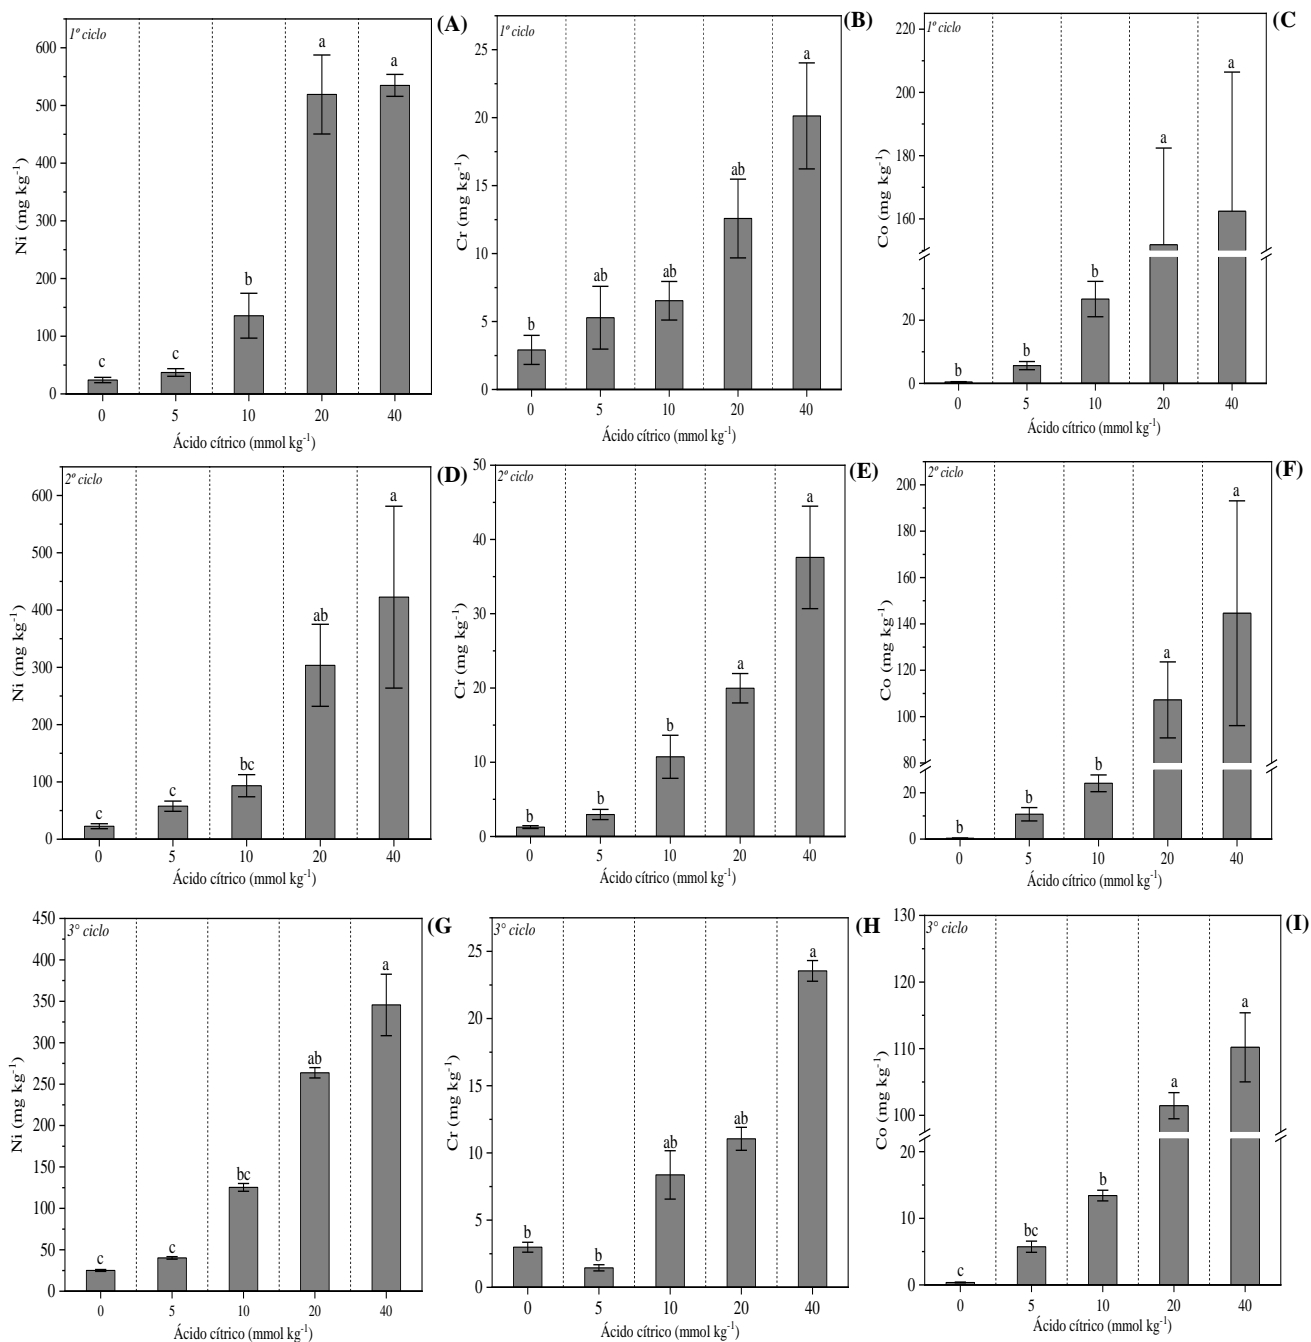 1º ciclo
(A)
600
500
400
300
200
100
0
Ni (mg kg⁻¹)
c
c
b
a
a
0 5 10 20 40
Ácido cítrico (mmol kg⁻¹)
1º ciclo
(B)
25
20
15
10
5
0
Cr (mg kg⁻¹)
b
ab
ab
ab
a
0 5 10 20 40
Ácido cítrico (mmol kg⁻¹)
1º ciclo
(C
220
200
180
160
20
0
Co (mg kg⁻¹)
b
b
b
a
a
0 5 10 20 40
Ácido cítrico (mmol kg⁻¹)
2º ciclo
(D)
600
500
400
300
200
100
0
Ni (mg kg⁻¹)
c
c
bc
ab
a
0 5 10 20 40
Ácido cítrico (mmol kg⁻¹)
2º ciclo
(E)
50
40
30
20
10
0
Cr (mg kg⁻¹)
b
b
b
a
a
0 5 10 20 40
Ácido cítrico (mmol kg⁻¹)
2º ciclo
(F)
200
180
160
140
120
100
80
20
0
Co (mg kg⁻¹)
b
b
b
a
a
0 5 10 20 40
Ácido cítrico (mmol kg⁻¹)
3° ciclo
(G
450
400
350
300
250
200
150
100
50
0
Ni (mg kg⁻¹)
c
c
bc
ab
a
0 5 10 20 40
Ácido cítrico (mmol kg⁻¹)
3° ciclo
(H
25
20
15
10
5
0
Cr (mg kg⁻¹)
b
b
ab
ab
a
0 5 10 20 40
Ácido cítrico (mmol kg⁻¹)
3° ciclo
(I)
130
120
110
100
20
10
0
Co (mg kg⁻¹)
c
bc
b
a
a
0 5 10 20 40
Ácido cítrico (mmol kg⁻¹)